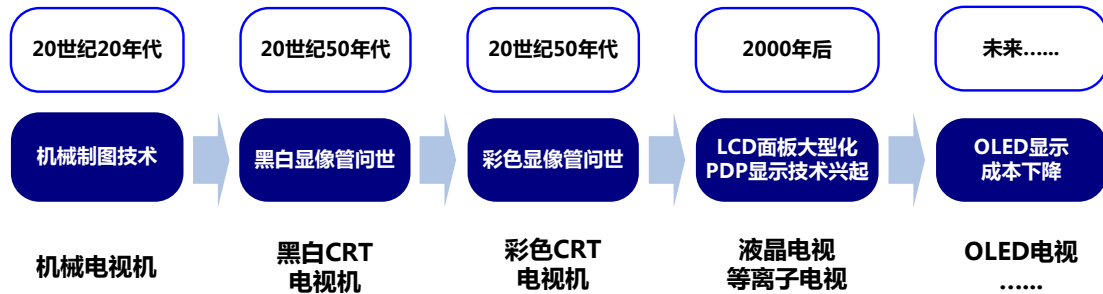 20世纪20年代
20世纪50年代
20世纪50年代
2000年后
未来……
机械制图技术
黑白显像管问世
彩色显像管问世
LCD面板大型化
PDP显示技术兴起
OLED显示
成本下降
机械电视机
黑白CRT
电视机
彩色CRT
电视机
液晶电视
等离子电视
OLED电视
……